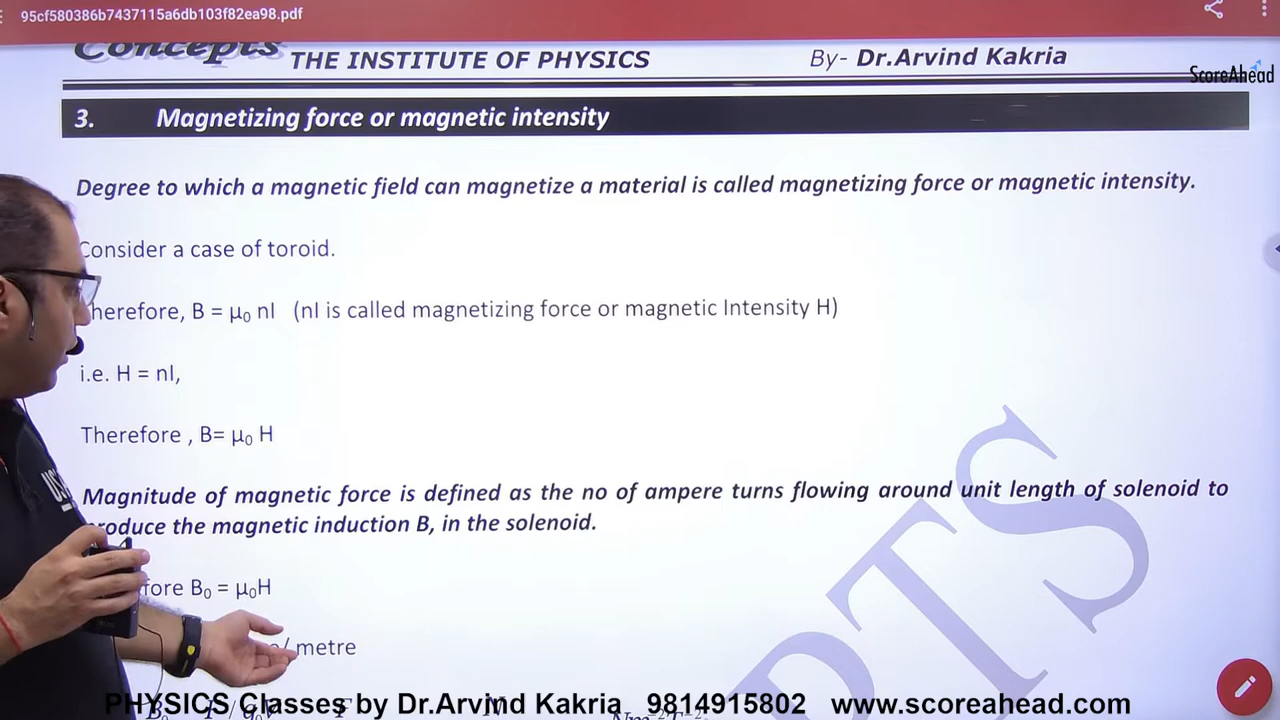 95cf580386b7437115a6db103f82ea98.pdf
Concepts THE INSTITUTE OF PHYSICS By- Dr.Arvind Kakria
ScoreAhead
3. Magnetizing force or magnetic intensity
Degree to which a magnetic field can magnetize a material is called magnetizing force or magnetic intensity.
Consider a case of toroid.
herefore, B = μ₀ nI (nI is called magnetizing force or magnetic Intensity H)
i.e. H = nI,
Therefore , B= μ₀ H
Magnitude of magnetic force is defined as the no of ampere turns flowing around unit length of solenoid to
produce the magnetic induction B, in the solenoid.
fore B₀ = μ₀H
/ metre
PTS
PHYSICS Classes by Dr.Arvind Kakria 9814915802 www.scoreahead.com